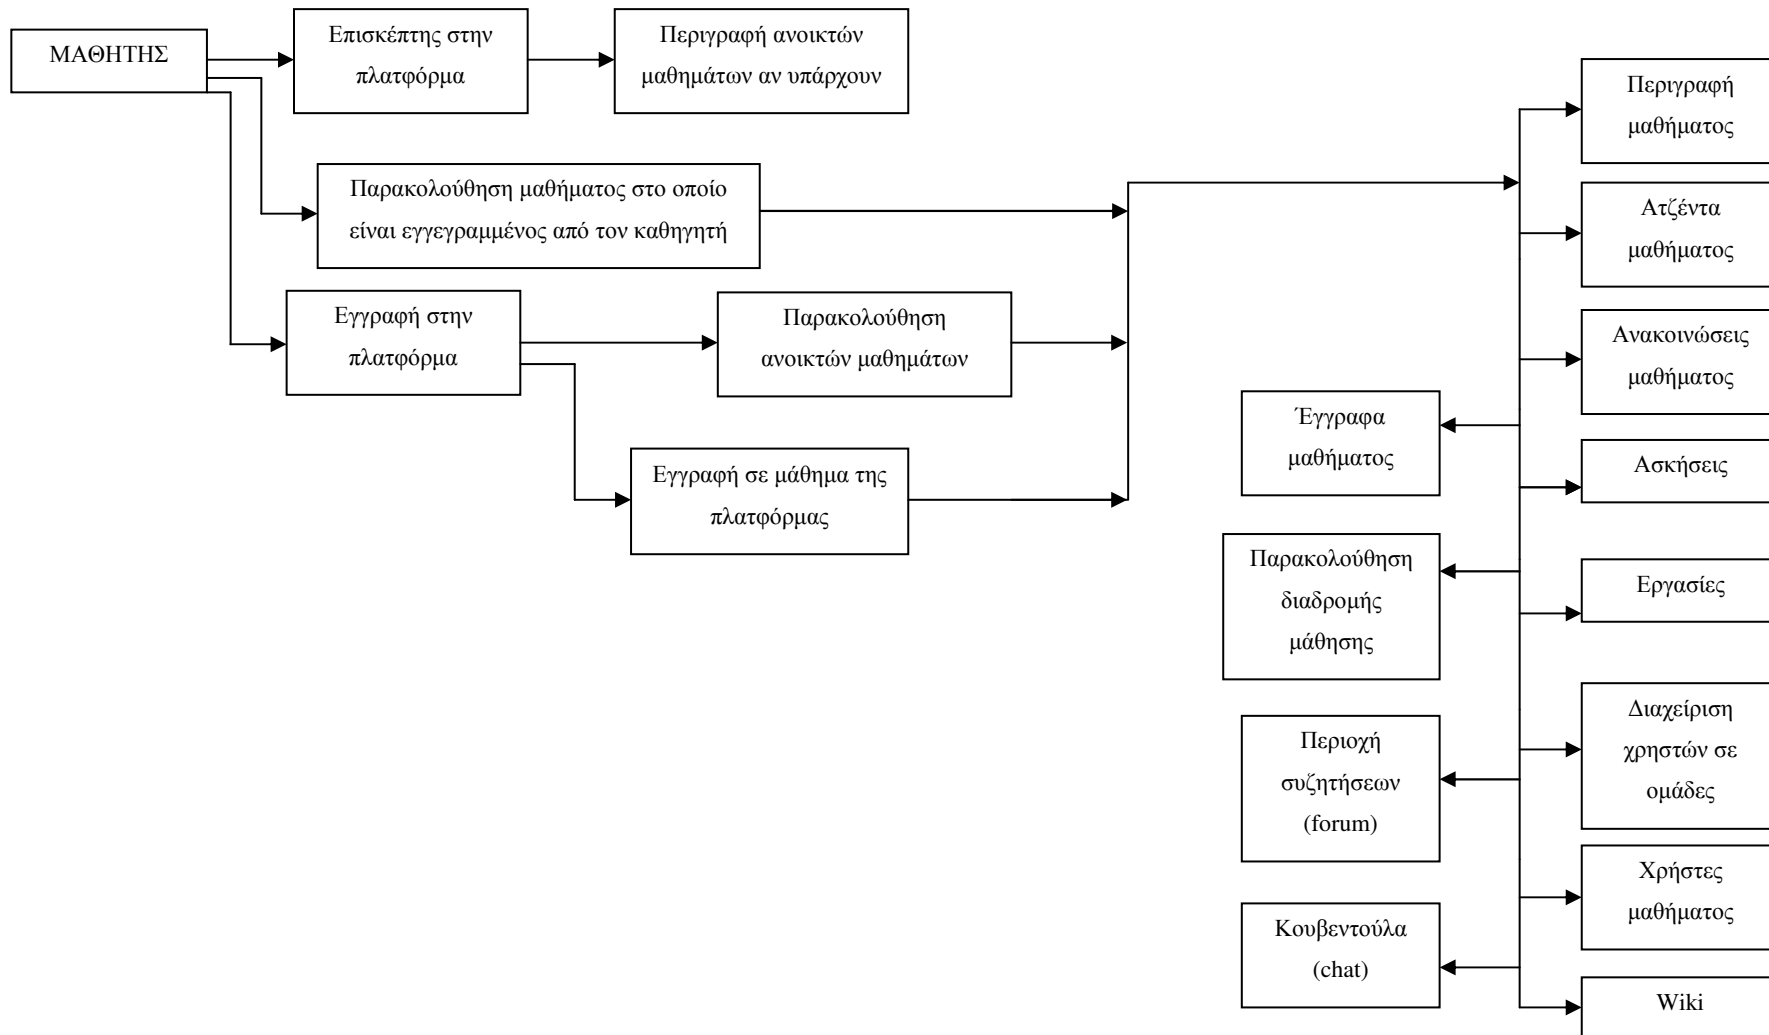 ΜΑΘΗΤΗΣ
Επισκέπτης στην
πλατφόρμα
Περιγραφή ανοικτών
μαθημάτων αν υπάρχουν
Παρακολούθηση μαθήματος στο οποίο
είναι εγγεγραμμένος από τον καθηγητή
Εγγραφή στην
πλατφόρμα
Παρακολούθηση
ανοικτών μαθημάτων
Εγγραφή σε μάθημα της
πλατφόρμας
Περιγραφή
μαθήματος
Ατζέντα
μαθήματος
Ανακοινώσεις
μαθήματος
Έγγραφα
μαθήματος
Ασκήσεις
Παρακολούθηση
διαδρομής
μάθησης
Εργασίες
Διαχείριση
χρηστών σε
ομάδες
Περιοχή
συζητήσεων
(forum)
Χρήστες
μαθήματος
Κουβεντούλα
(chat)
Wiki